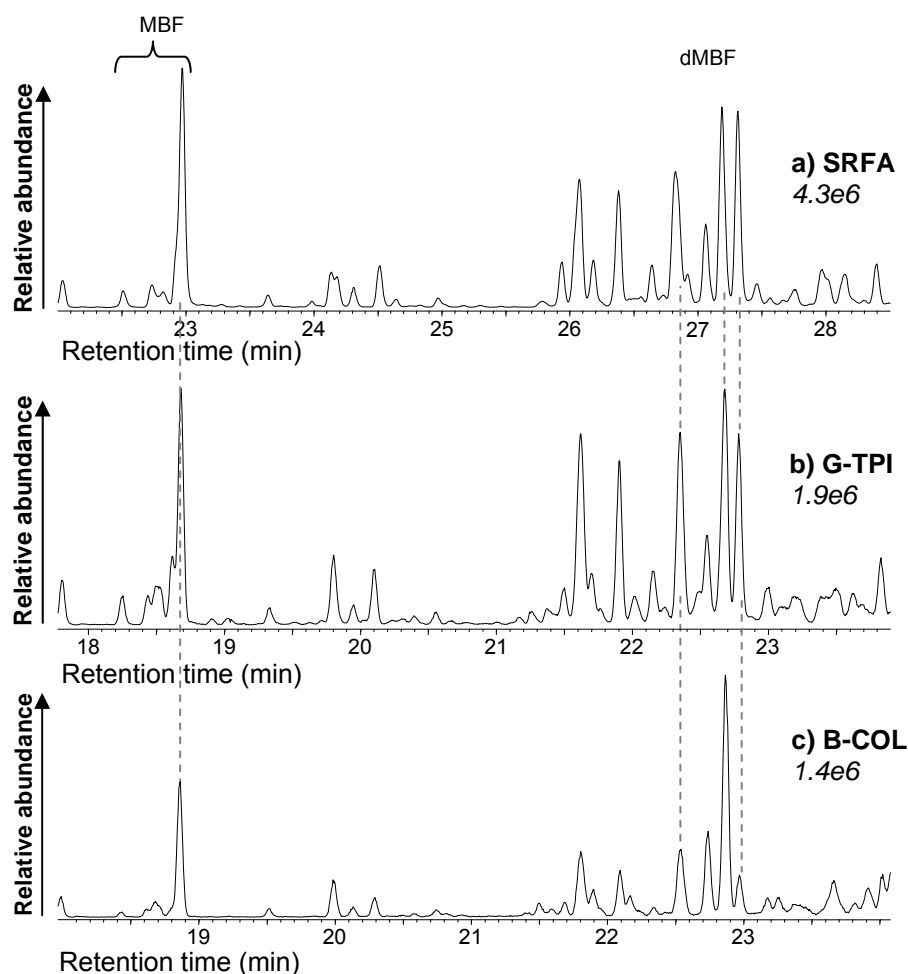 MBF
dMBF
Relative abundance
a) SRFA
4.3e6
23 24 25 26 27 28
Retention time (min)
Relative abundance
b) G-TPI
1.9e6
18 19 20 21 22 23
Retention time (min)
Relative abundance
c) B-COL
1.4e6
19 20 21 22 23
Retention time (min)